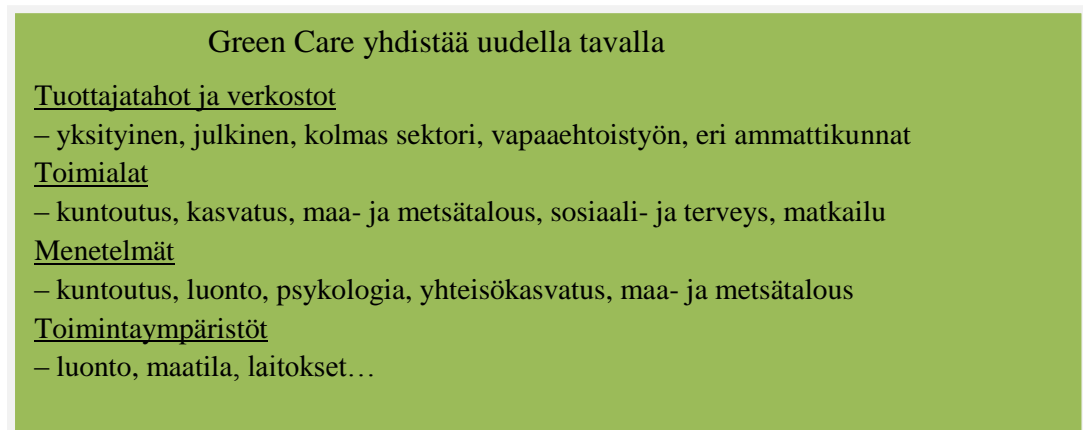 Green Care yhdistää uudella tavalla
Tuottajatahot ja verkostot
– yksityinen, julkinen, kolmas sektori, vapaaehtoistyön, eri ammattikunnat
Toimialat
– kuntoutus, kasvatus, maa- ja metsätalous, sosiaali- ja terveys, matkailu
Menetelmät
– kuntoutus, luonto, psykologia, yhteisökasvatus, maa- ja metsätalous
Toimintaympäristöt
– luonto, maatila, laitokset…